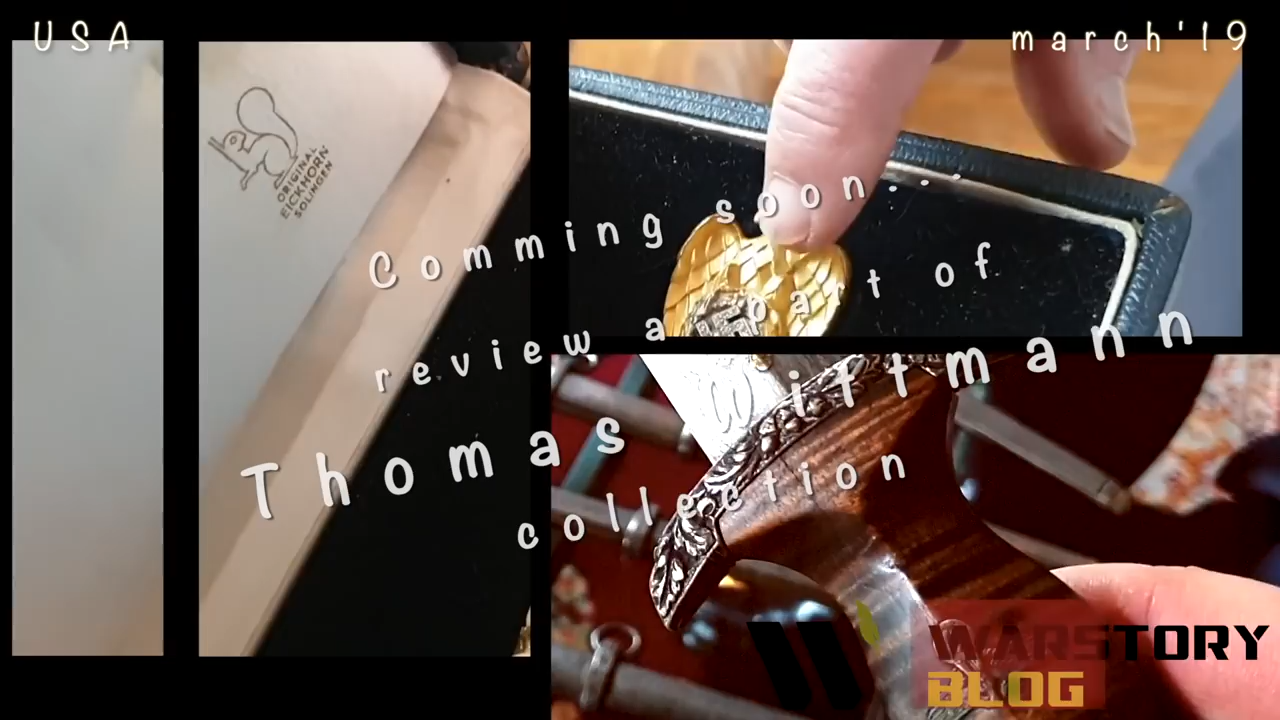 USA
march'19
ORIGINAL
EICKHORN
SOLINGEN
Comming soon...
review a part of
Thomas Wittmann
collection
WARSTORY
BLOG